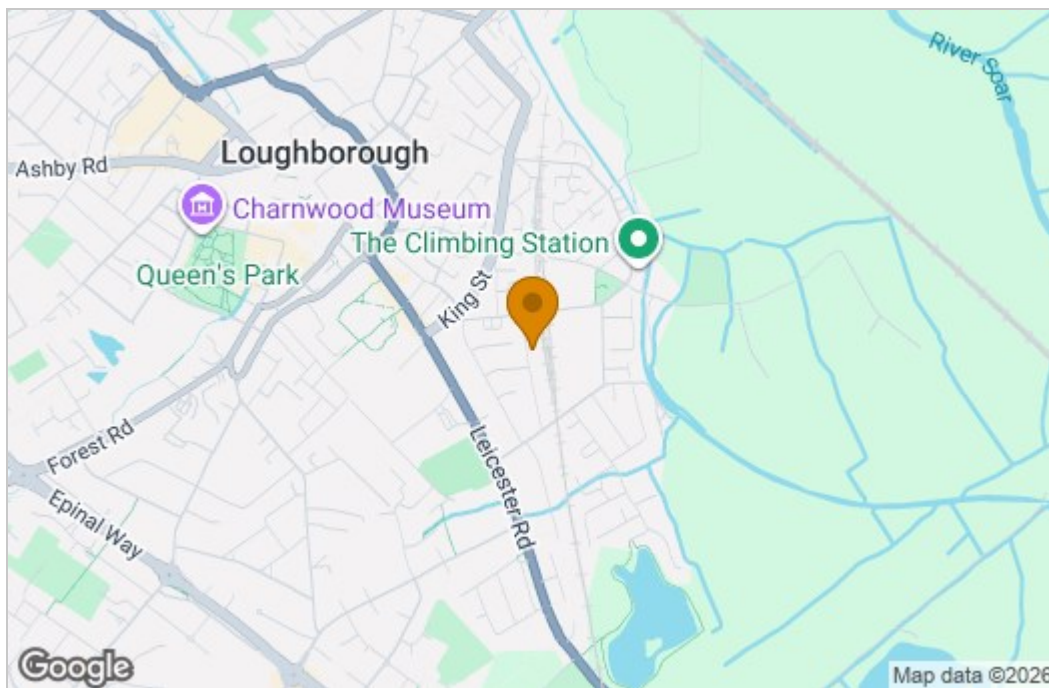 River Soar
Loughborough
Ashby Rd
Charnwood Museum
The Climbing Station
Queen's Park
King St
Forest Rd
Leicester Rd
Epinal Way
Google
Map data ©2026